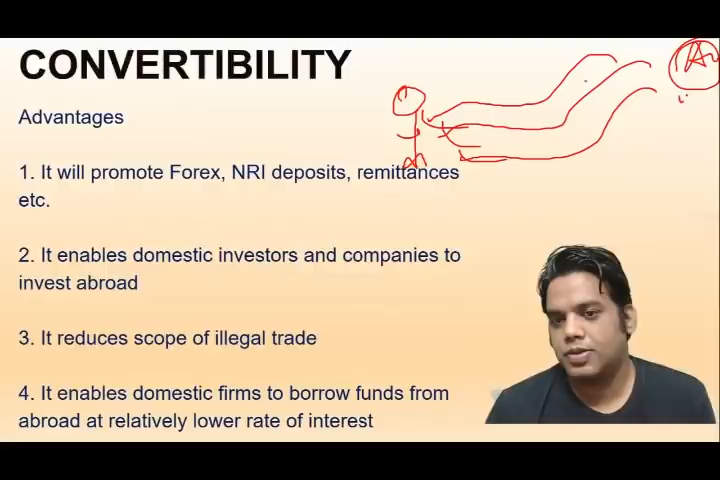 CONVERTIBILITY
Advantages
1. It will promote Forex, NRI deposits, remittances
etc.
2. It enables domestic investors and companies to
invest abroad
3. It reduces scope of illegal trade
4. It enables domestic firms to borrow funds from
abroad at relatively lower rate of interest